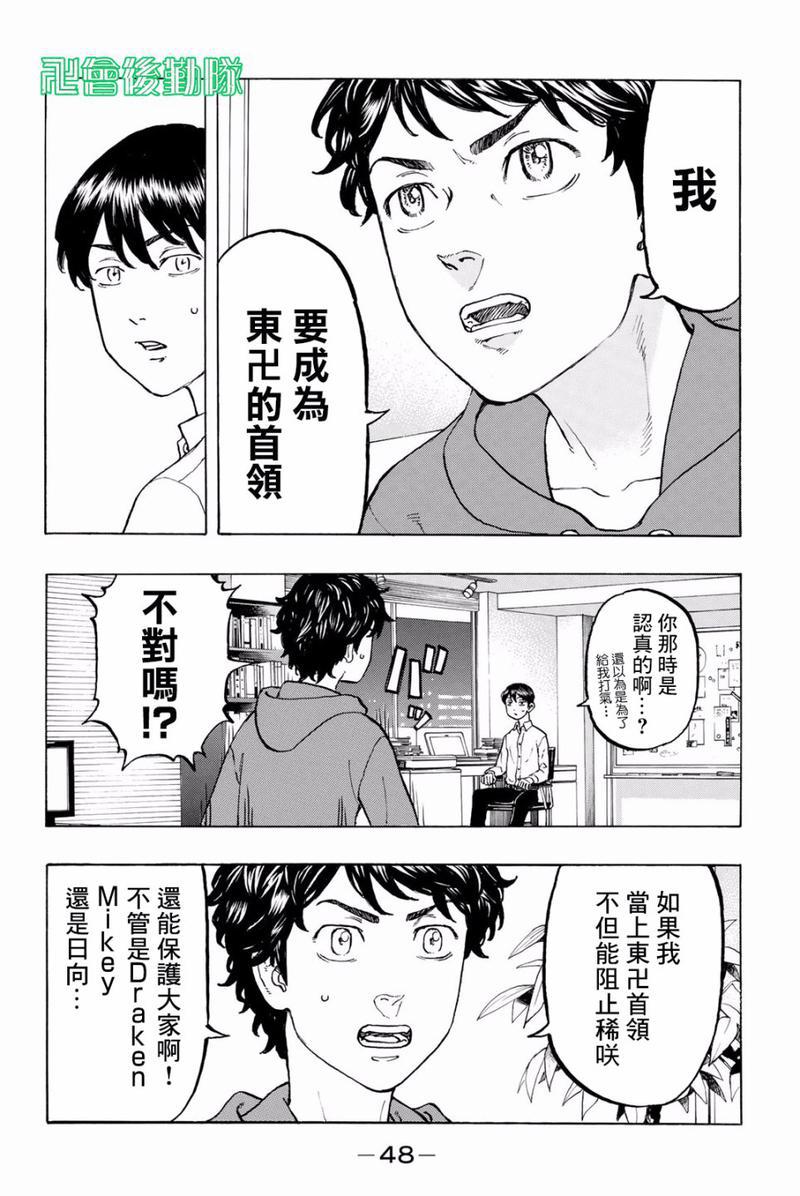 卍會後勤隊
我
要成為
東卍的首領
你那時是
認真的啊…?
還以為是為了
給我打氣…
不對嗎!?
如果我
當上東卍首領
不但能阻止稀咲
還能保護大家啊!
不管是Draken
Mikey
還是日向…
—48—